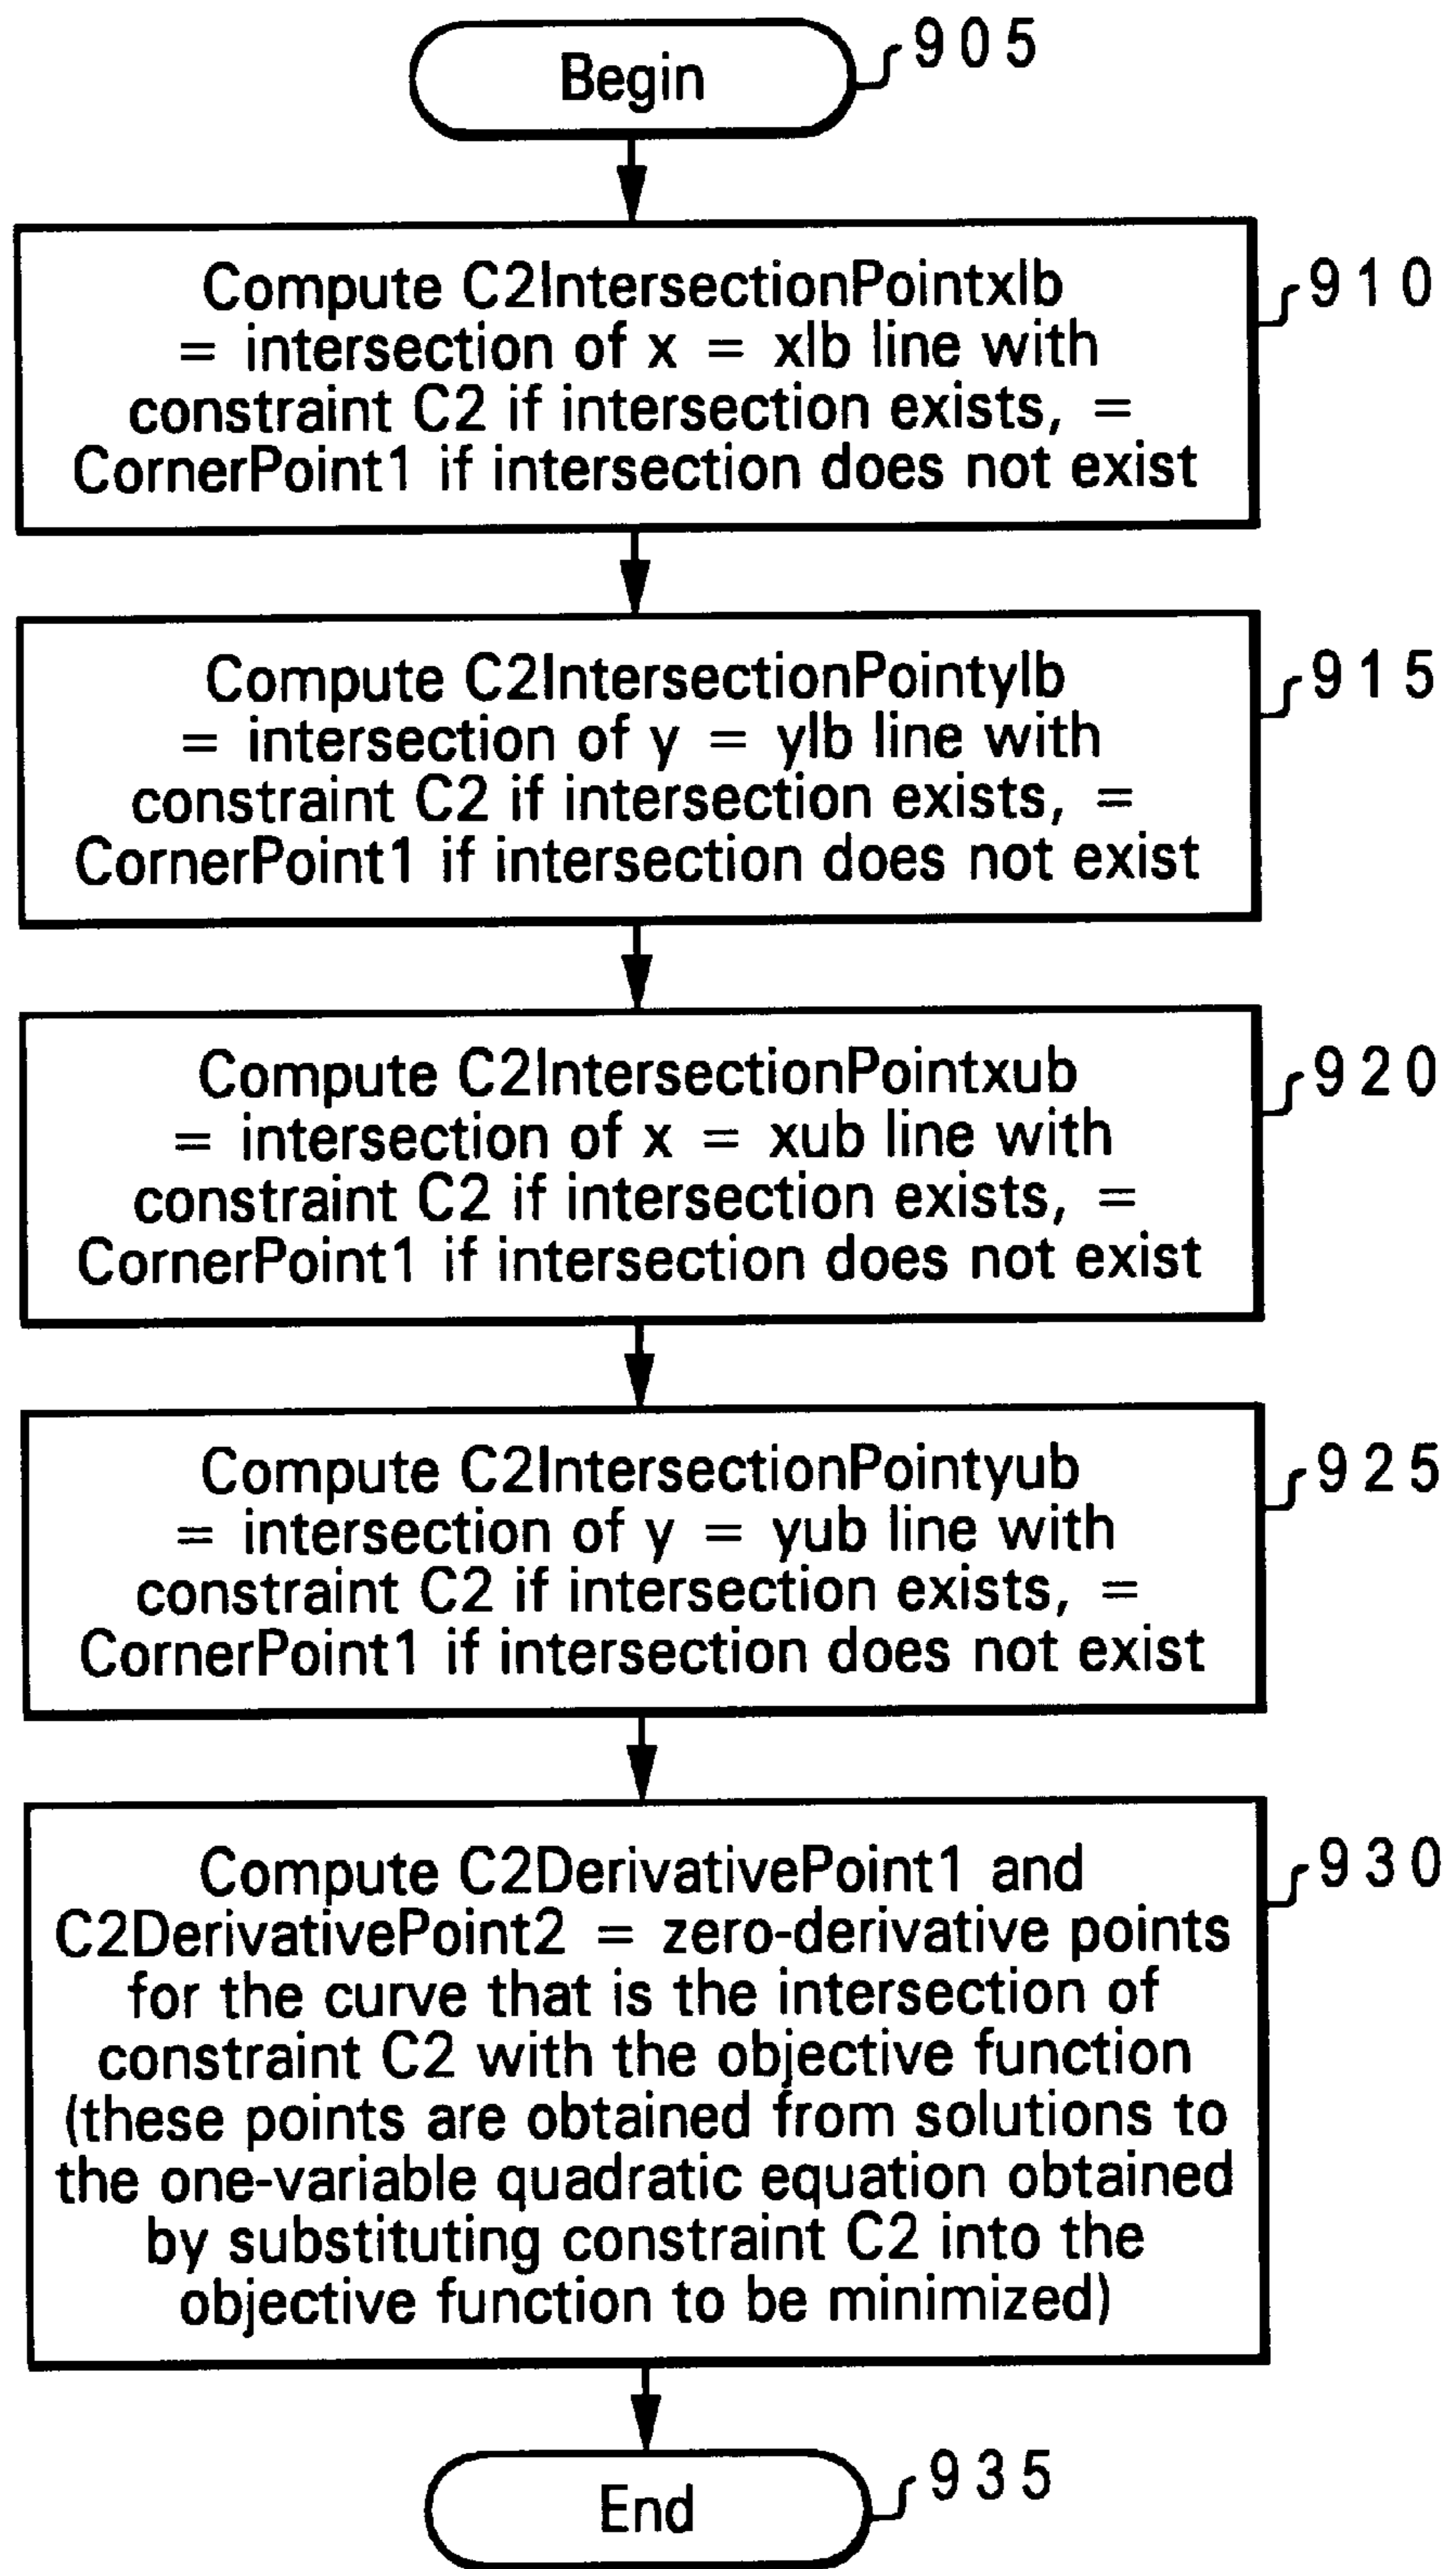 Begin
905
Compute C2IntersectionPointxlb
= intersection of x = xlb line with
constraint C2 if intersection exists, =
CornerPoint1 if intersection does not exist
910
Compute C2IntersectionPointylb
= intersection of y = ylb line with
constraint C2 if intersection exists, =
CornerPoint1 if intersection does not exist
915
Compute C2IntersectionPointxub
= intersection of x = xub line with
constraint C2 if intersection exists, =
CornerPoint1 if intersection does not exist
920
Compute C2IntersectionPointyub
= intersection of y = yub line with
constraint C2 if intersection exists, =
CornerPoint1 if intersection does not exist
925
Compute C2DerivativePoint1 and
C2DerivativePoint2 = zero-derivative points
for the curve that is the intersection of
constraint C2 with the objective function
(these points are obtained from solutions to
the one-variable quadratic equation obtained
by substituting constraint C2 into the
objective function to be minimized)
930
End
935